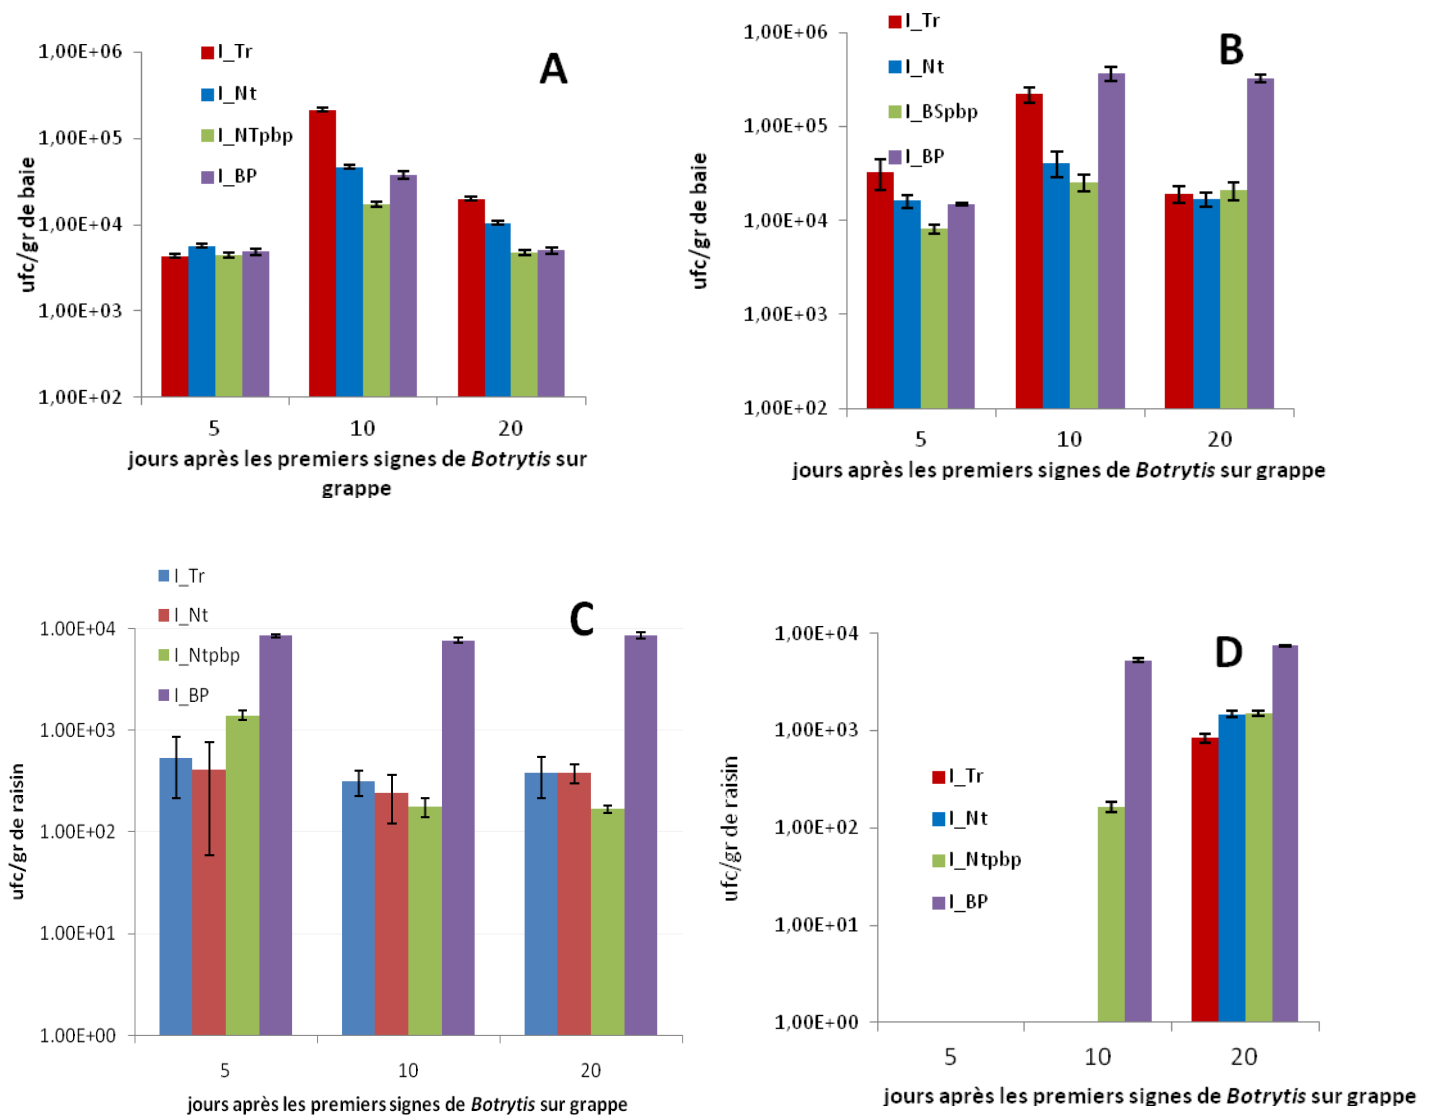 A
I_Tr
I_Nt
I_NTpbp
I_BP
1,00E+06
1,00E+05
1,00E+04
1,00E+03
1,00E+02
ufc/gr de baie
5 10 20
jours après les premiers signes de Botrytis sur
grappe
B
I_Tr
I_Nt
I_BSpbp
I_BP
1,00E+06
1,00E+05
1,00E+04
1,00E+03
1,00E+02
ufc/gr de baie
5 10 20
jours après les premiers signes de Botrytis sur grappe
C
I_Tr
I_Nt
I_Ntpbp
I_BP
1.00E+04
1.00E+03
1.00E+02
1.00E+01
1.00E+00
ufc/gr de raisin
5 10 20
jours après les premiers signes de Botrytis sur grappe
D
1,00E+04
1,00E+03
1,00E+02
1,00E+01
1,00E+00
I_Tr
I_Nt
I_Ntpbp
I_BP
ufc/gr de raisin
5 10 20
jours après les premiers signes de Botrytis sur grappe